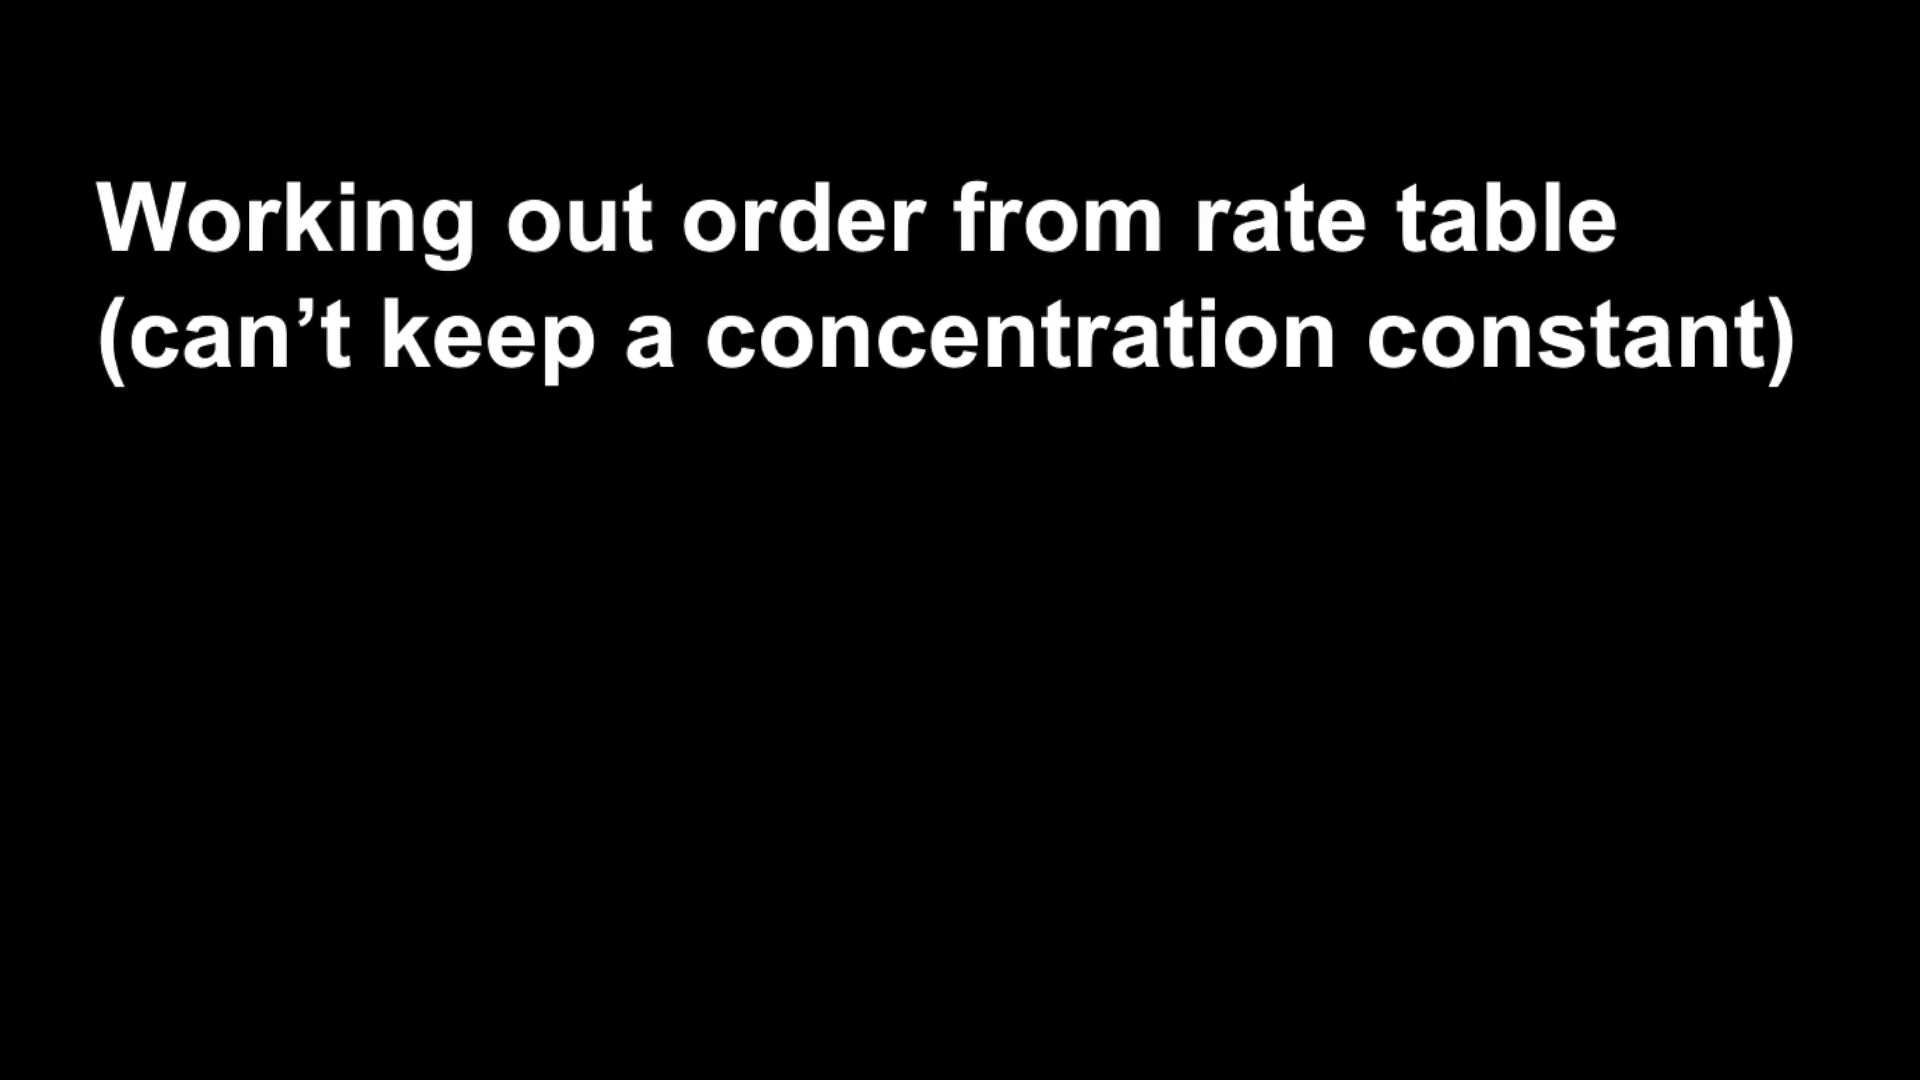 Working out order from rate table
(can’t keep a concentration constant)